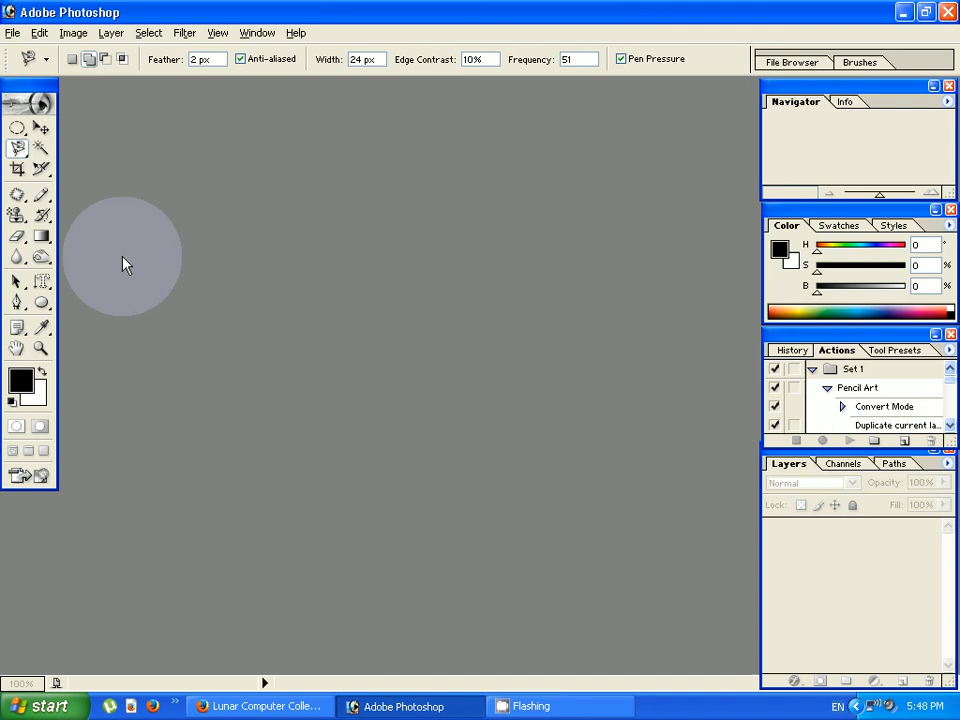 Adobe Photoshop
File Edit Image Layer Select Filter View Window Help
Feather: 2 px Anti-aliased Width: 24 px Edge Contrast: 10% Frequency: 51 Pen Pressure File Browser Brushes
Navigator Info
Color Swatches Styles
H 0 °
S 0 %
B 0 %
History Actions Tool Presets
Set 1
Pencil Art
Convert Mode
Duplicate current la...
Layers Channels Paths
Normal Opacity: 100%
Lock: Fill: 100%
100%
start Lunar Computer Colle... Adobe Photoshop Flashing EN 5:48 PM